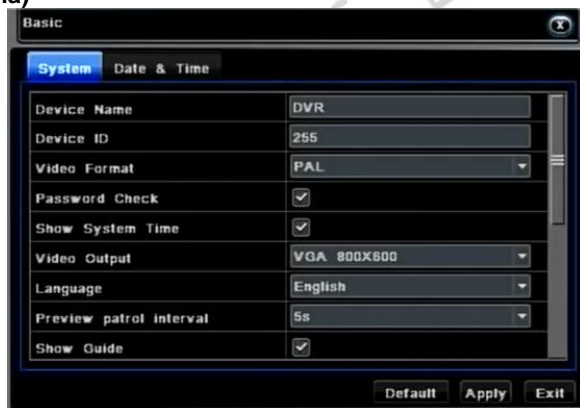 Basic
System Date & Time
Device Name DVR
Device ID 255
Video Format PAL
Password Check
Show System Time
Video Output VGA 800X600
Language English
Preview patrol interval 5s
Show Guide
Default Apply Exit